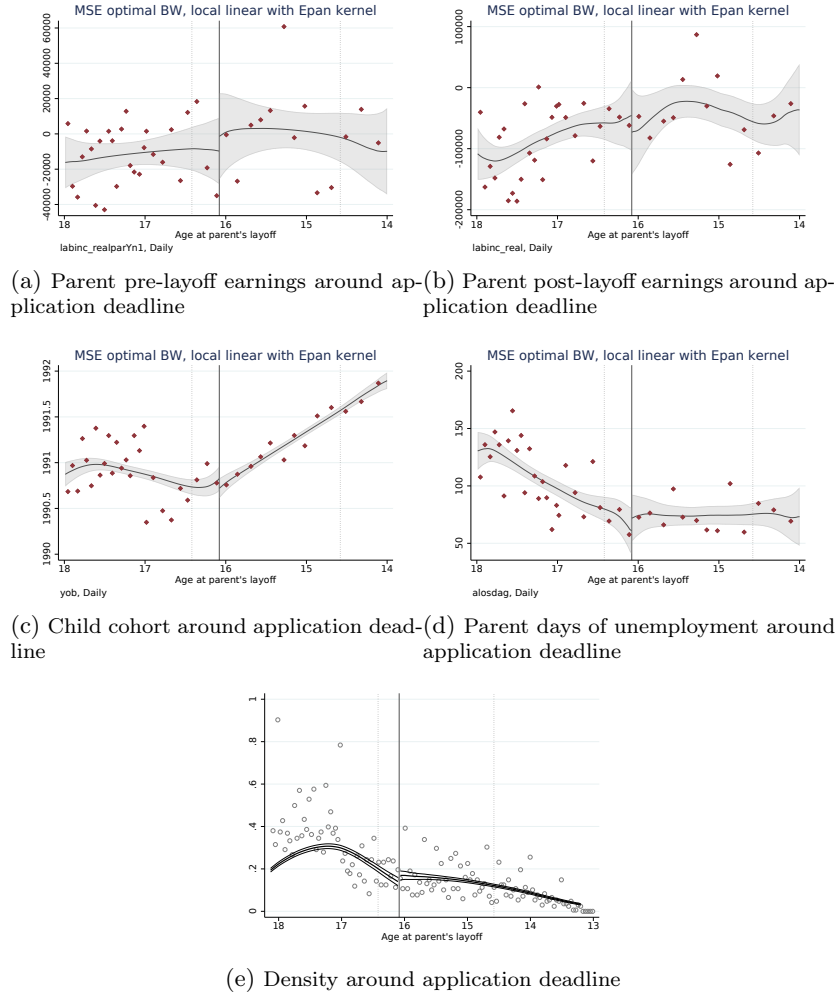 MSE optimal BW, local linear with Epan kernel
60000
40000
20000
0
-20000
-40000
18
17
16
15
14
Age at parent's layoff
labinc_realparYn1, Daily
(a) Parent pre-layoff earnings around ap-
plication deadline
MSE optimal BW, local linear with Epan kernel
100000
0
-100000
-200000
18
17
16
15
14
Age at parent's layoff
labinc_real, Daily
(b) Parent post-layoff earnings around ap-
plication deadline
MSE optimal BW, local linear with Epan kernel
1992
1991.5
1991
1990.5
1990
18
17
16
15
14
Age at parent's layoff
yob, Daily
(c) Child cohort around application dead-
line
MSE optimal BW, local linear with Epan kernel
200
150
100
50
18
17
16
15
14
Age at parent's layoff
alosdag, Daily
(d) Parent days of unemployment around
application deadline
1
.8
.6
.4
.2
0
18
17
16
15
14
13
Age at parent's layoff
(e) Density around application deadline